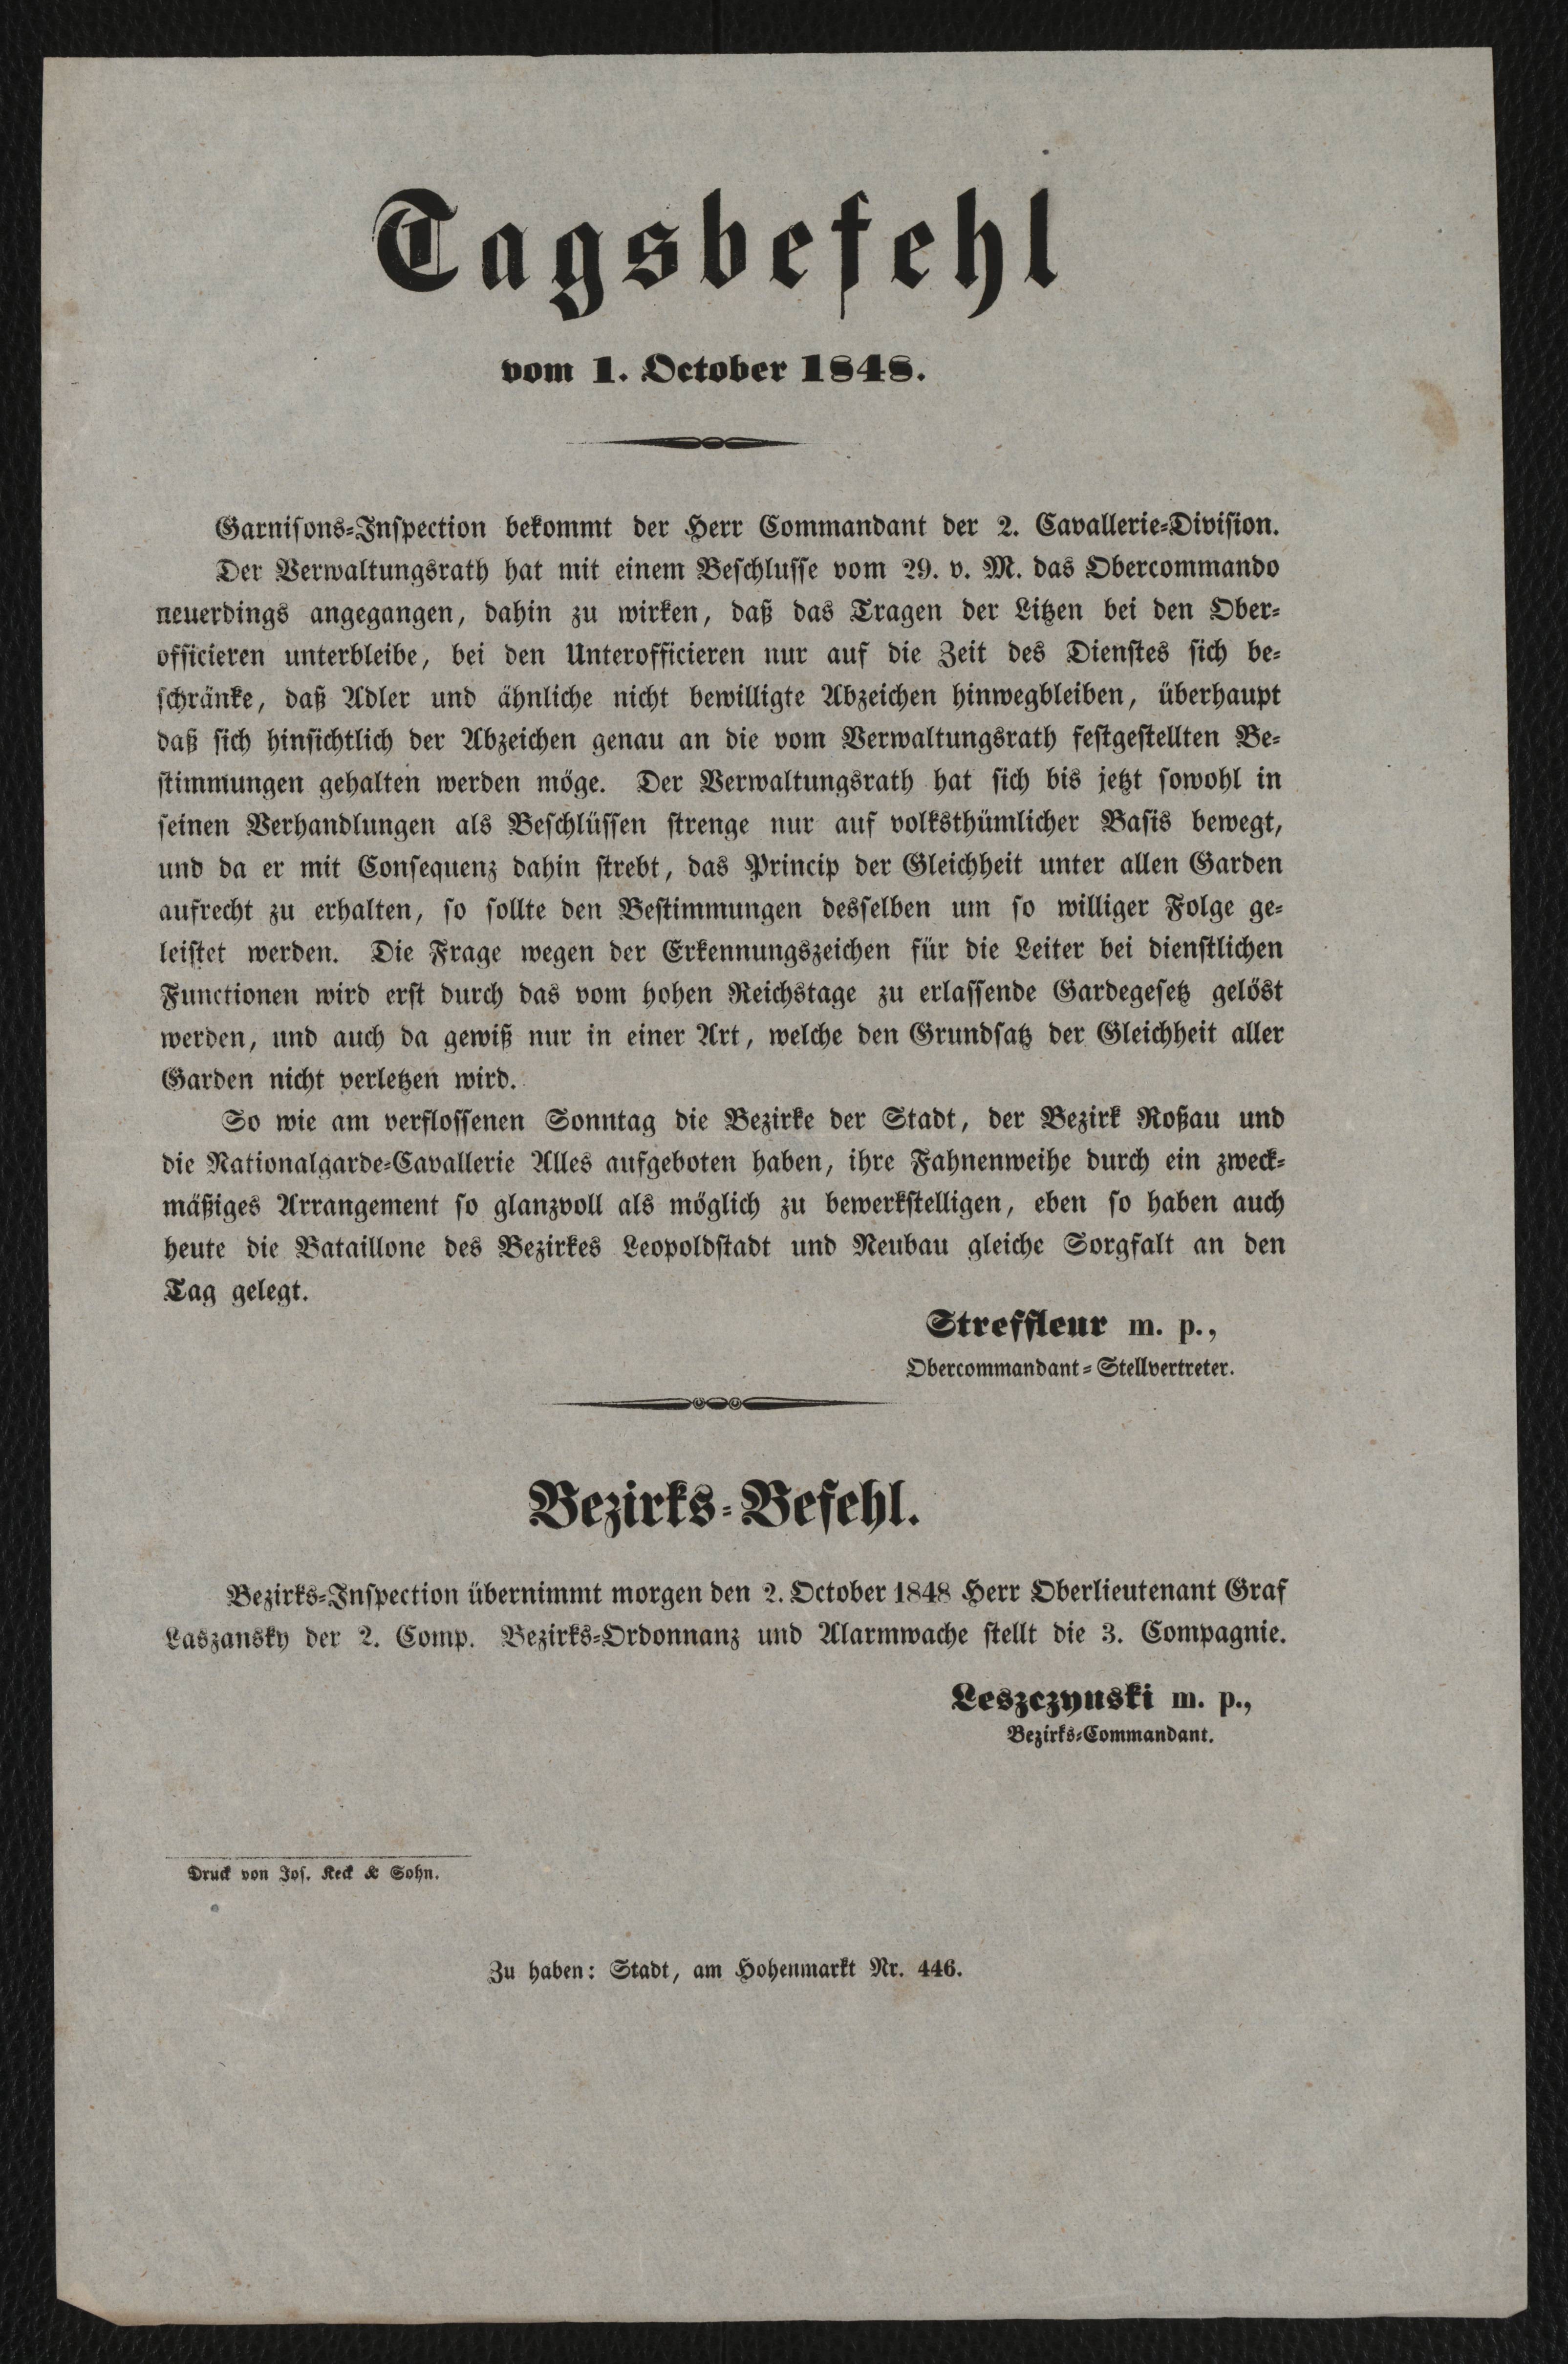 Tagsbefehl
vom 1. October 1848.
Garnisons-Inspection bekommt der Herr Commandant der 2. Cavallerie-Division.
Der Verwaltungsrath hat mit einem Beschlusse vom 29. v. M. das Obercommando
neuerdings angegangen, dahin zu wirken, daß das Tragen der Litzen bei den Ober-
officieren unterbleibe, bei den Unterofficieren nur auf die Zeit des Dienstes sich be-
schränke, daß Adler und ähnliche nicht bewilligte Abzeichen hinwegbleiben, überhaupt
daß sich hinsichtlich der Abzeichen genau an die vom Verwaltungsrath festgestellten Be-
stimmungen gehalten werden möge. Der Verwaltungsrath hat sich bis jetzt sowohl in
seinen Verhandlungen als Beschlüssen strenge nur auf volksthümlicher Basis bewegt,
und da er mit Consequenz dahin strebt, das Princip der Gleichheit unter allen Garden
aufrecht zu erhalten, so sollte den Bestimmungen desselben um so williger Folge ge-
leistet werden. Die Frage wegen der Erkennungszeichen für die Leiter bei dienstlichen
Functionen wird erst durch das vom hohen Reichstage zu erlassende Gardegesetz gelöst
werden, und auch da gewiß nur in einer Art, welche den Grundsatz der Gleichheit aller
Garden nicht verletzen wird.
So wie am verflossenen Sonntag die Bezirke der Stadt, der Bezirk Roßau und
die Nationalgarde-Cavallerie Alles aufgeboten haben, ihre Fahnenweihe durch ein zweck-
mäßiges Arrangement so glanzvoll als möglich zu bewerkstelligen, eben so haben auch
heute die Bataillone des Bezirkes Leopoldstadt und Neubau gleiche Sorgfalt an den
Tag gelegt.
Streffleur m. p.,
Obercommandant-Stellvertreter.
Bezirks-Befehl.
Bezirks-Inspection übernimmt morgen den 2. October 1848 Herr Oberlieutenant Graf
Laszansky der 2. Comp. Bezirks-Ordonnanz und Alarmwache stellt die 3. Compagnie.
Leszczynski m. p.,
Bezirks-Commandant.
Druck von Jos. Keck & Sohn.
Zu haben: Stadt, am Hohenmarkt Nr. 446.